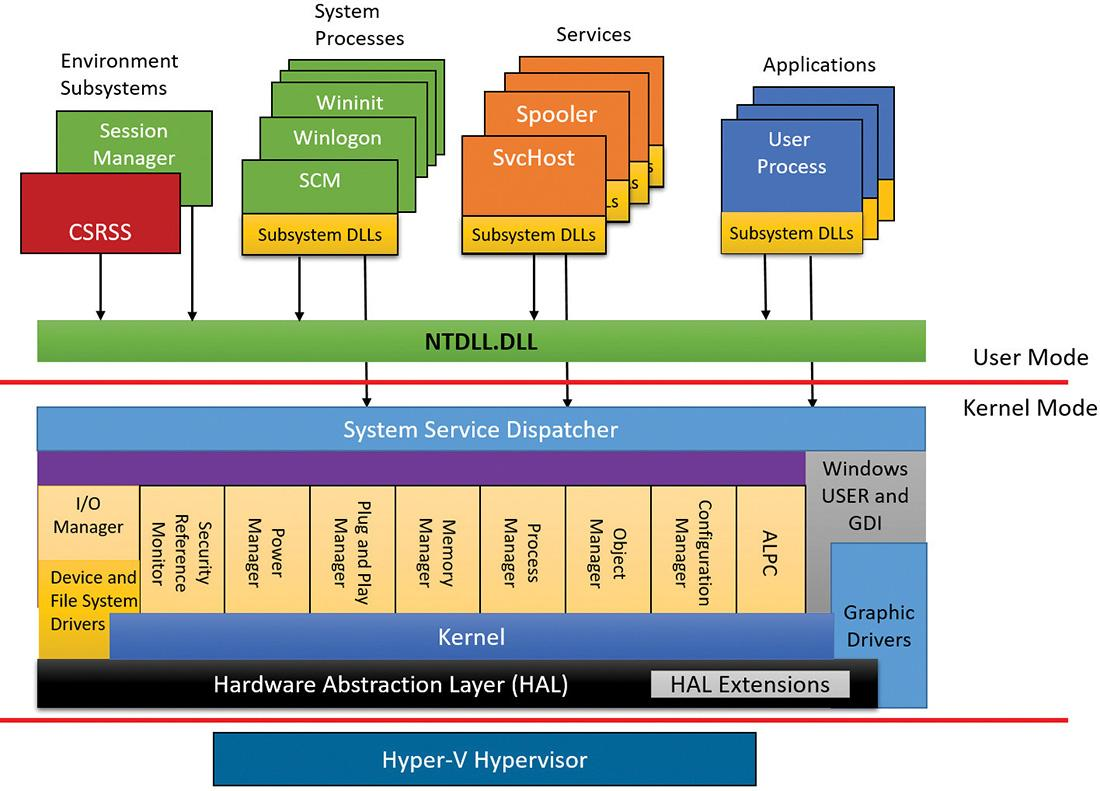 System
Processes
Services
Environment
Subsystems
Applications
Session
Manager
CSRSS
Wininit
Winlogon
SCM
Subsystem DLLs
Spooler
SvcHost
Subsystem DLLs
s
ls
Ls
User
Process
Subsystem DLLs
NTDLL.DLL
User Mode
Kernel Mode
System Service Dispatcher
I/O
Manager
Device and
File System
Drivers
Security
Reference
Monitor
Power
Manager
Plug and Play
Manager
Memory
Manager
Process
Manager
Object
Manager
Configuration
Manager
ALPC
Windows
USER and
GDI
Graphic
Drivers
Kernel
Hardware Abstraction Layer (HAL)
HAL Extensions
Hyper-V Hypervisor